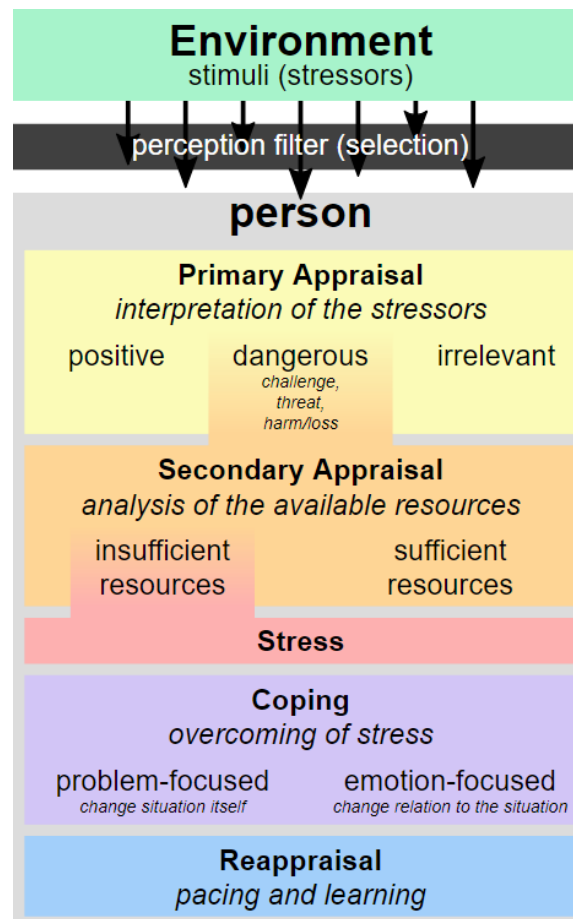 Environment
stimuli (stressors)
perception filter (selection)
person
Primary Appraisal
interpretation of the stressors
positive dangerous irrelevant
challenge,
threat,
harm/loss
Secondary Appraisal
analysis of the available resources
insufficient sufficient
resources resources
Stress
Coping
overcoming of stress
problem-focused emotion-focused
change situation itself change relation to the situation
Reappraisal
pacing and learning